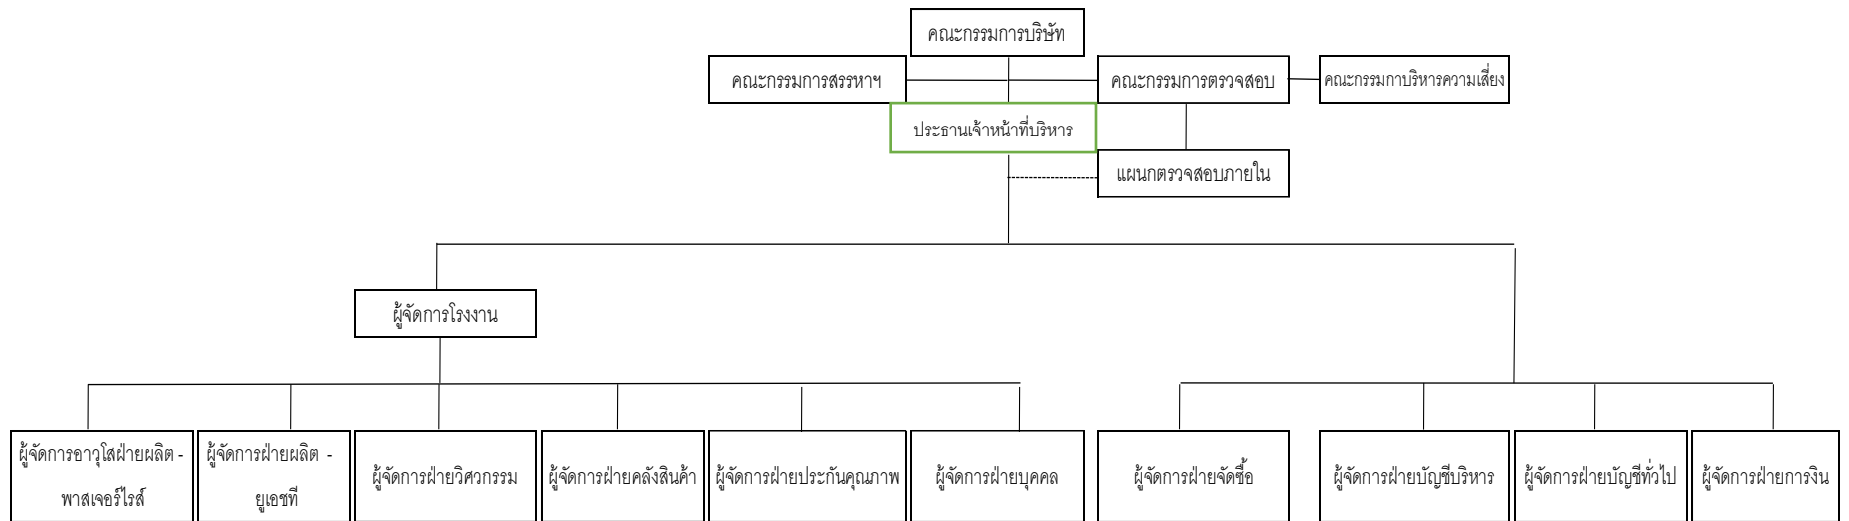 คณะกรรมการบริษัท
คณะกรรมการสรรหาฯ
คณะกรรมการตรวจสอบ
คณะกรรมกาบริหารความเสี่ยง
ประธานเจ้าหน้าที่บริหาร
แผนกตรวจสอบภายใน
ผู้จัดการโรงงาน
ผู้จัดการอาวุโสฝ่ายผลิต -
พาสเจอร์ไรส์
ผู้จัดการฝ่ายผลิต -
ยูเอชที
ผู้จัดการฝ่ายวิศวกรรม
ผู้จัดการฝ่ายคลังสินค้า
ผู้จัดการฝ่ายประกันคุณภาพ
ผู้จัดการฝ่ายบุคคล
ผู้จัดการฝ่ายจัดซื้อ
ผู้จัดการฝ่ายบัญชีบริหาร
ผู้จัดการฝ่ายบัญชีทั่วไป
ผู้จัดการฝ่ายการเงิน